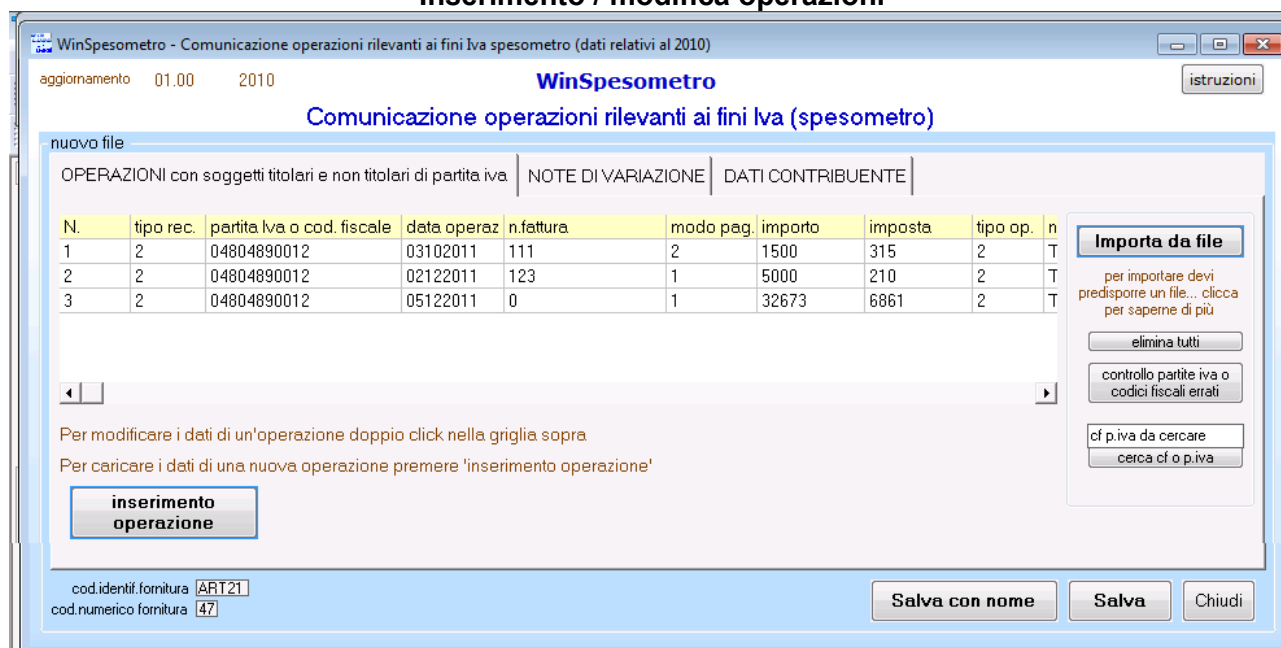 Inserimento / modifica operazioni
WinSpesometro - Comunicazione operazioni rilevanti ai fini Iva spesometro (dati relativi al 2010)
aggiornamento 01.00 2010 WinSpesometro istruzioni
Comunicazione operazioni rilevanti ai fini Iva (spesometro)
nuovo file
OPERAZIONI con soggetti titolari e non titolari di partita iva NOTE DI VARIAZIONE DATI CONTRIBUENTE
N. tipo rec. partita Iva o cod. fiscale data operaz n.fattura modo pag. importo imposta tipo op. n
1 2 04804890012 03102011 111 2 1500 315 2 T
2 2 04804890012 02122011 123 1 5000 210 2 T
3 2 04804890012 05122011 0 1 32673 6861 2 T
Importa da file
per importare devi
predisporre un file... clicca
per saperne di più
elimina tutti
controllo partite iva o
codici fiscali errati
cf p.iva da cercare
cerca cf o p.iva
Per modificare i dati di un'operazione doppio click nella griglia sopra
Per caricare i dati di una nuova operazione premere 'inserimento operazione'
inserimento
operazione
cod.identif.fornitura ART21
cod.numerico fornitura 47
Salva con nome Salva Chiudi